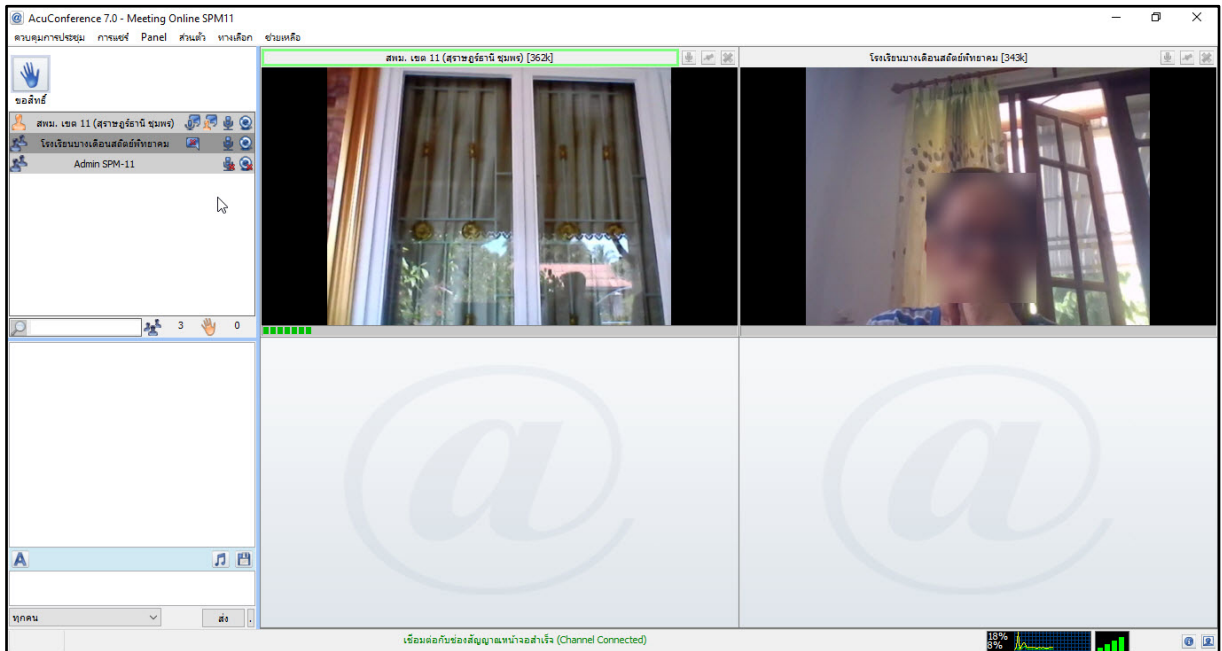 AcuConference 7.0 - Meeting Online SPM11
ควบคุมการประชุม การแชร์ Panel ส่วนตัว ทางเลือก ช่วยเหลือ
ขอสิทธิ์
สพม. เขต 11 (สุราษฎร์ธานี ชุมพร)
โรงเรียนบางเดือนสถิตย์พิทยาคม
Admin SPM-11
3 0
สพม. เขต 11 (สุราษฎร์ธานี ชุมพร) [362k]
โรงเรียนบางเดือนสถิตย์พิทยาคม [343k]
A
ทุกคน
ส่ง
.
เชื่อมต่อกับช่องสัญญาณหน้าจอสำเร็จ (Channel Connected)
18%
8%